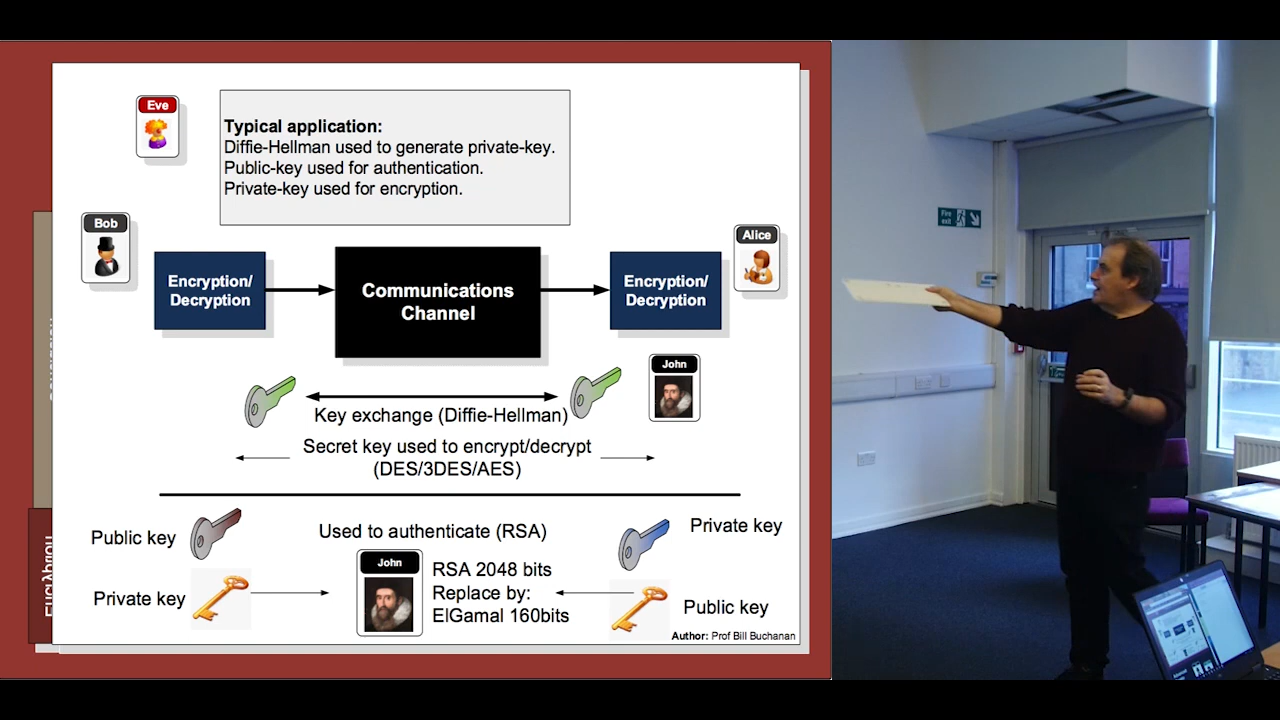 Eve
Typical application:
Diffie-Hellman used to generate private-key.
Public-key used for authentication.
Private-key used for encryption.
Bob
Alice
Encryption/
Decryption
Communications
Channel
Encryption/
Decryption
Fire
exit
John
Key exchange (Diffie-Hellman)
Secret key used to encrypt/decrypt
(DES/3DES/AES)
Public key
Used to authenticate (RSA)
Private key
John
RSA 2048 bits
Replace by:
ElGamal 160bits
Private key
Public key
Author: Prof Bill Buchanan
Encryption